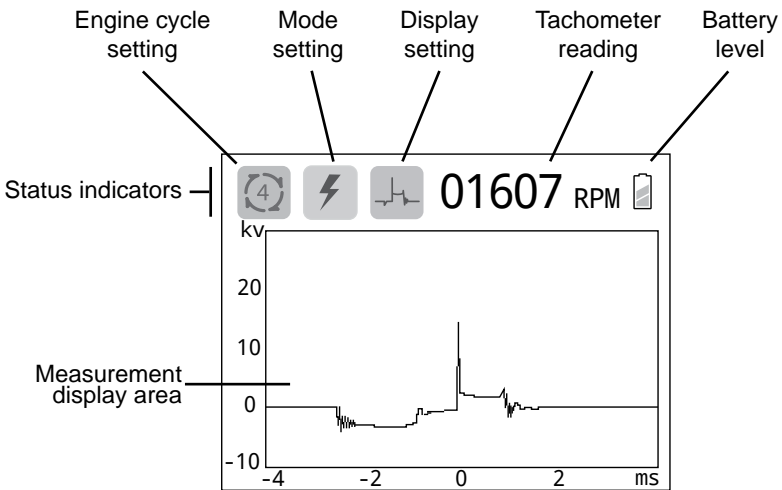 Engine cycle
setting
Mode
setting
Display
setting
Tachometer
reading
Battery
level
Status indicators
4
01607 RPM
kv
20
10
0
-10
Measurement
display area
-4
-2
0
2
ms